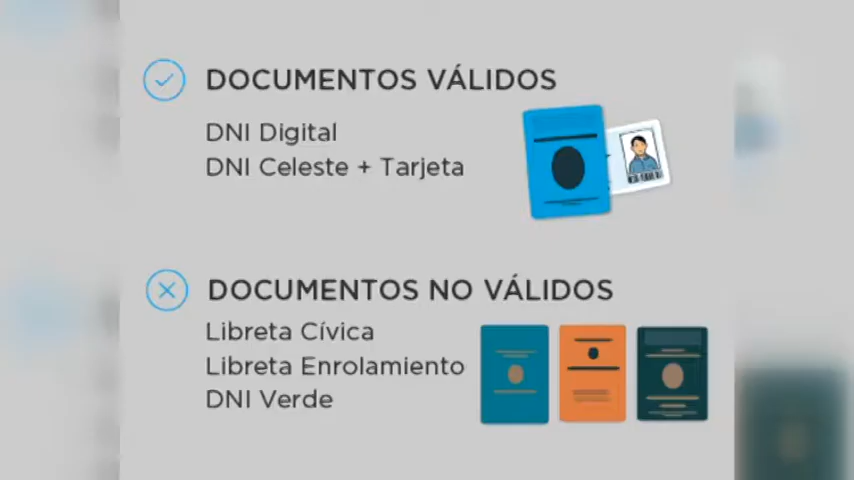 DOCUMENTOS VÁLIDOS
DNI Digital
DNI Celeste + Tarjeta
DOCUMENTOS NO VÁLIDOS
Libreta Cívica
Libreta Enrolamiento
DNI Verde